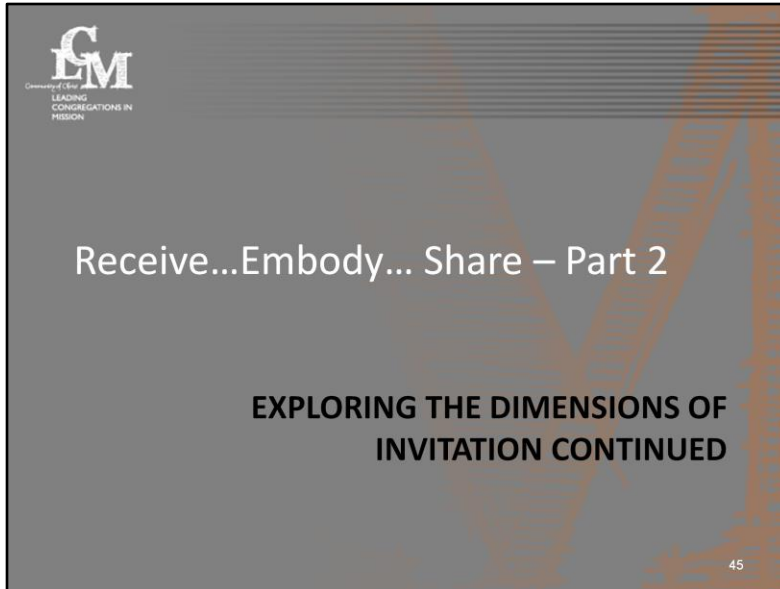 LCM
Community of Christ
LEADING
CONGREGATIONS IN
MISSION
Receive...Embody... Share – Part 2
EXPLORING THE DIMENSIONS OF
INVITATION CONTINUED
45